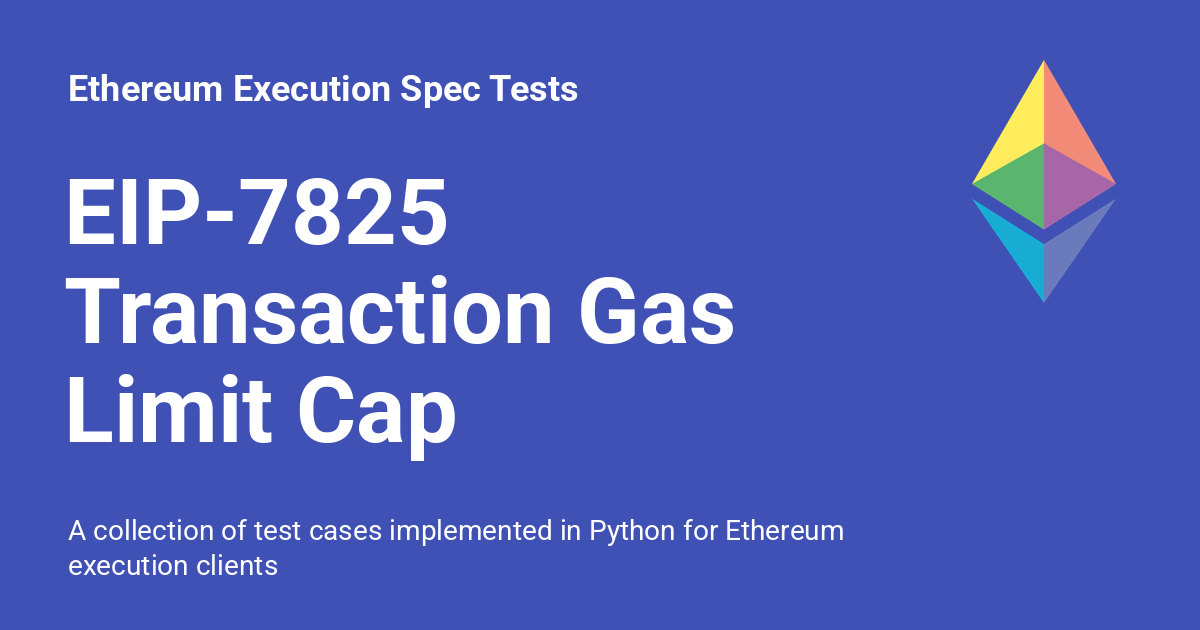 Ethereum Execution Spec Tests
EIP-7825
Transaction Gas
Limit Cap
A collection of test cases implemented in Python for Ethereum
execution clients